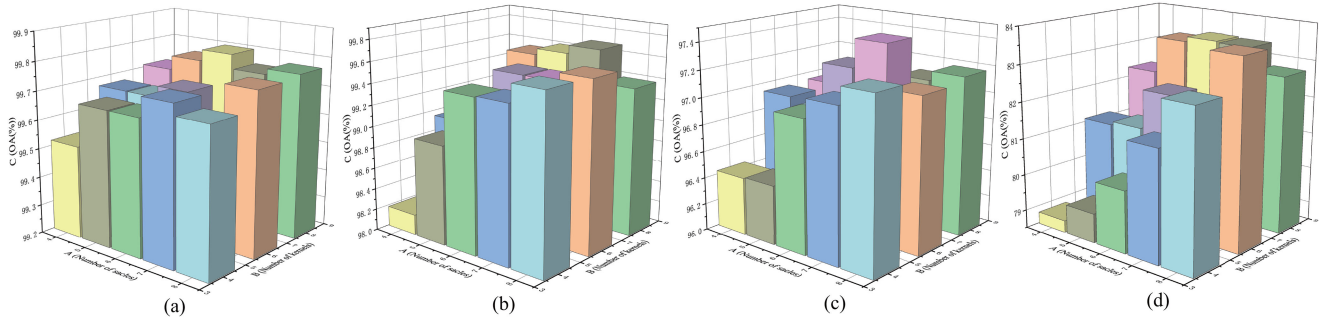 99.9
99.8
99.7
99.6
99.5
99.4
99.3
99.2
C (OA(%))
A (Number of sacles)
B (Number of kernels)
(a)
99.8
99.6
99.4
99.2
99.0
98.8
98.6
98.4
98.2
98.0
C (OA(%))
A (Number of sacles)
B (Number of kernels)
(b)
97.4
97.2
97.0
96.8
96.6
96.4
96.2
96.0
C (OA(%))
A (Number of sacles)
B (Number of kernels)
(c)
84
83
82
81
80
79
C (OA(%))
A (Number of sacles)
B (Number of kernels)
(d)